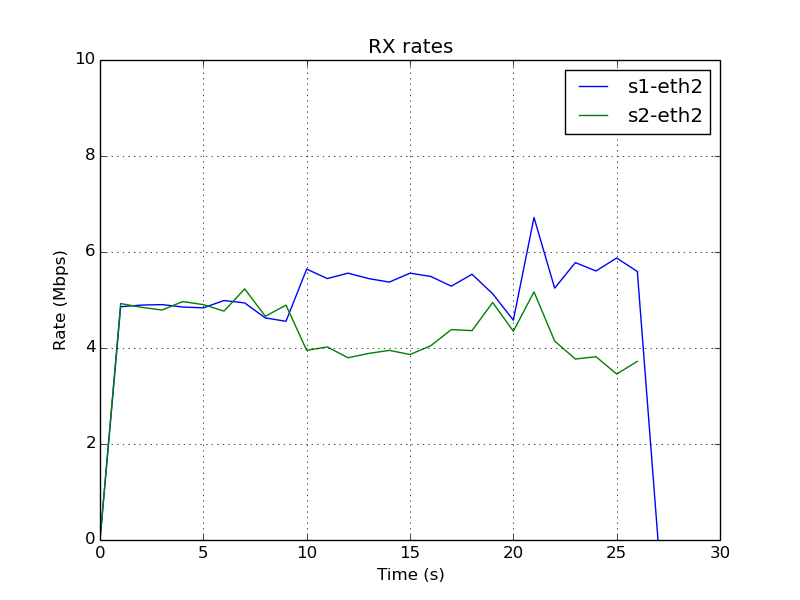 RX rates
s1-eth2
s2-eth2
Rate (Mbps)
10
8
6
4
2
0
0 5 10 15 20 25 30
Time (s)